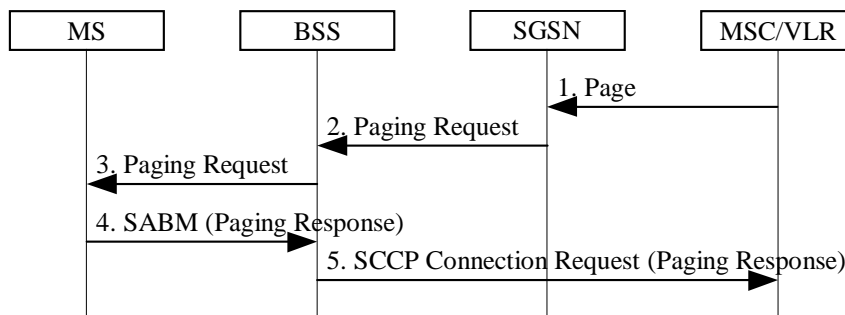 MS
BSS
SGSN
MSC/VLR
1. Page
2. Paging Request
3. Paging Request
4. SABM (Paging Response)
5. SCCP Connection Request (Paging Response)